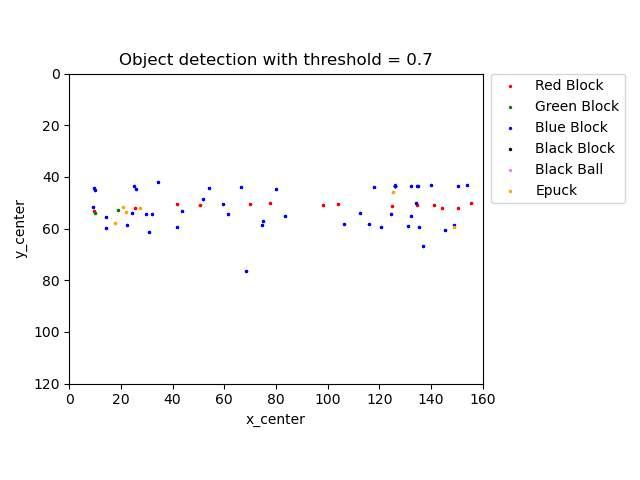 Object detection with threshold = 0.7
0
20
40
60
80
100
120
y_center
0 20 40 60 80 100 120 140 160
x_center
Red Block
Green Block
Blue Block
Black Block
Black Ball
Epuck